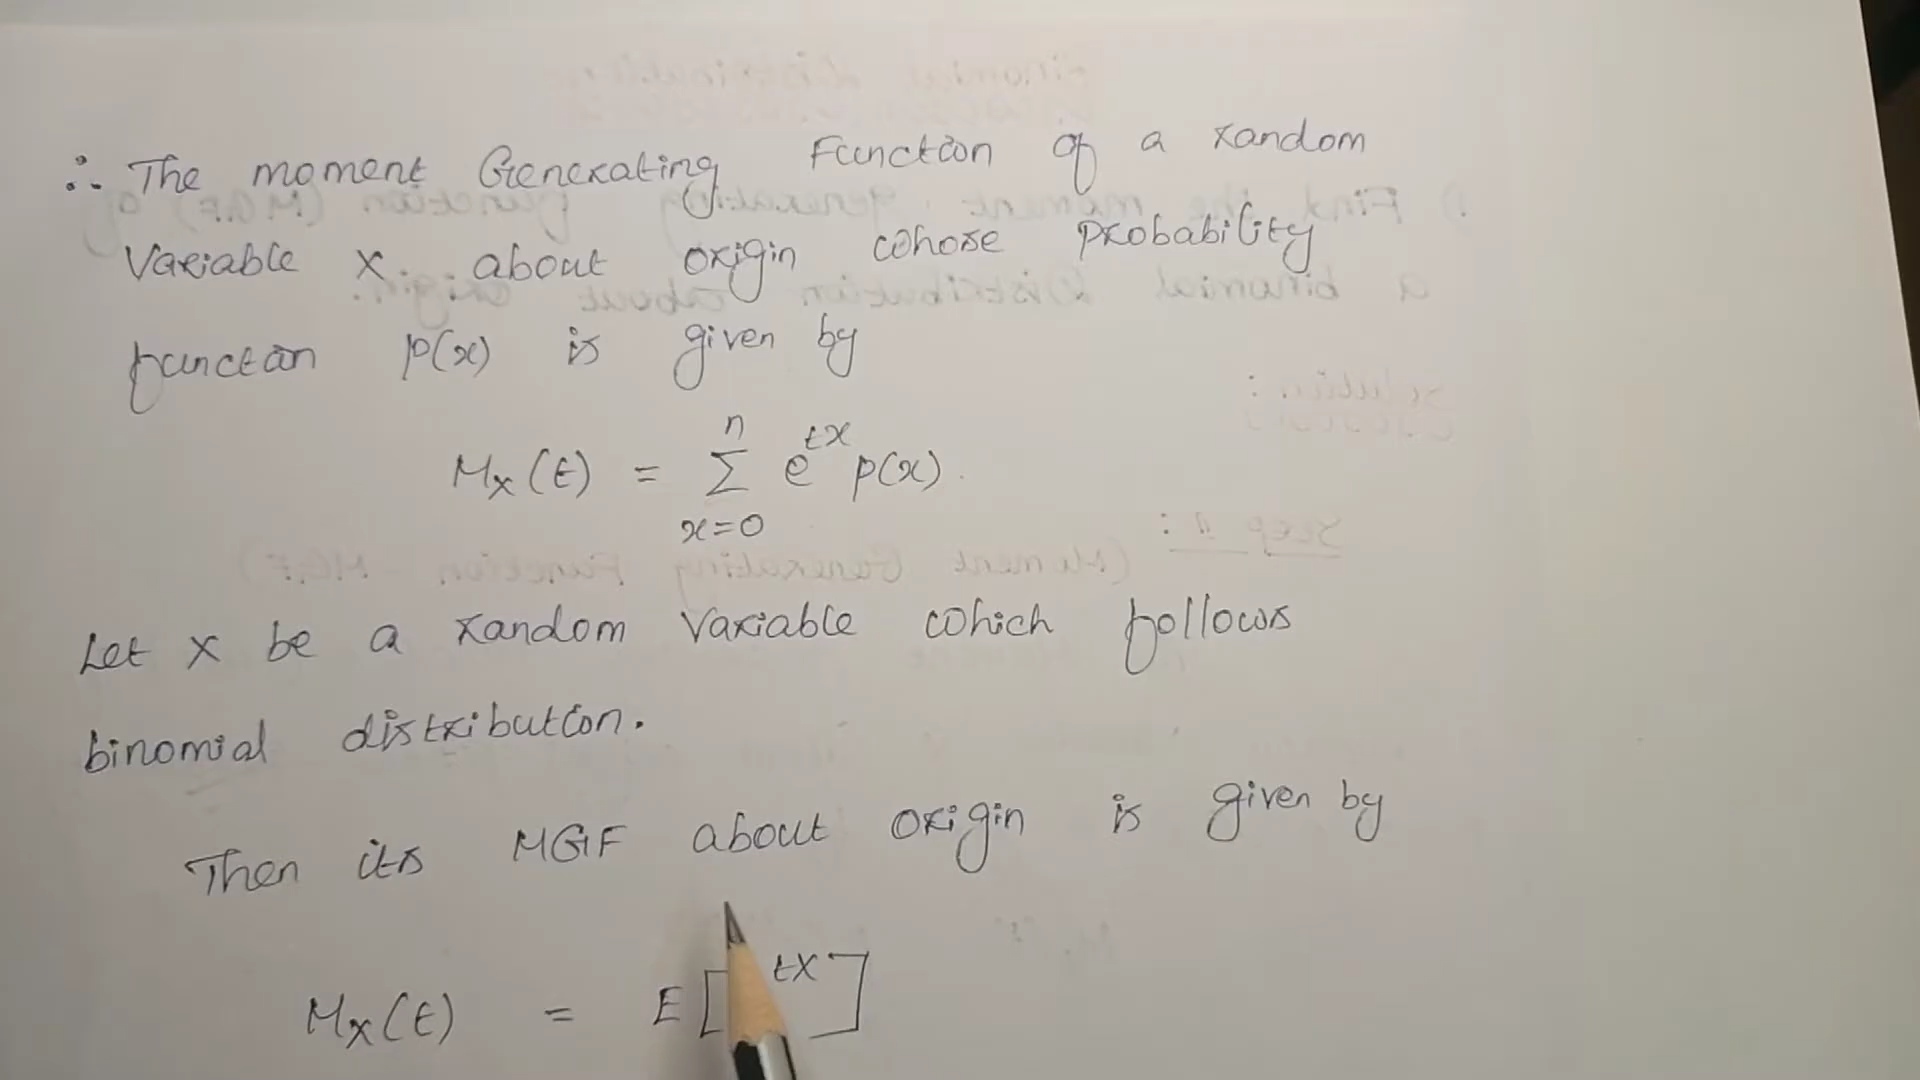 ∴ The moment Generating Function of a random
Variable X about origin whose Probability
function p(x) is given by
n
Mx(t) = Σ e^tx p(x).
x=0
Let X be a random Variable which follows
binomial distribution.
Then its MGF about origin is given by
Mx(t) = E[ tX]